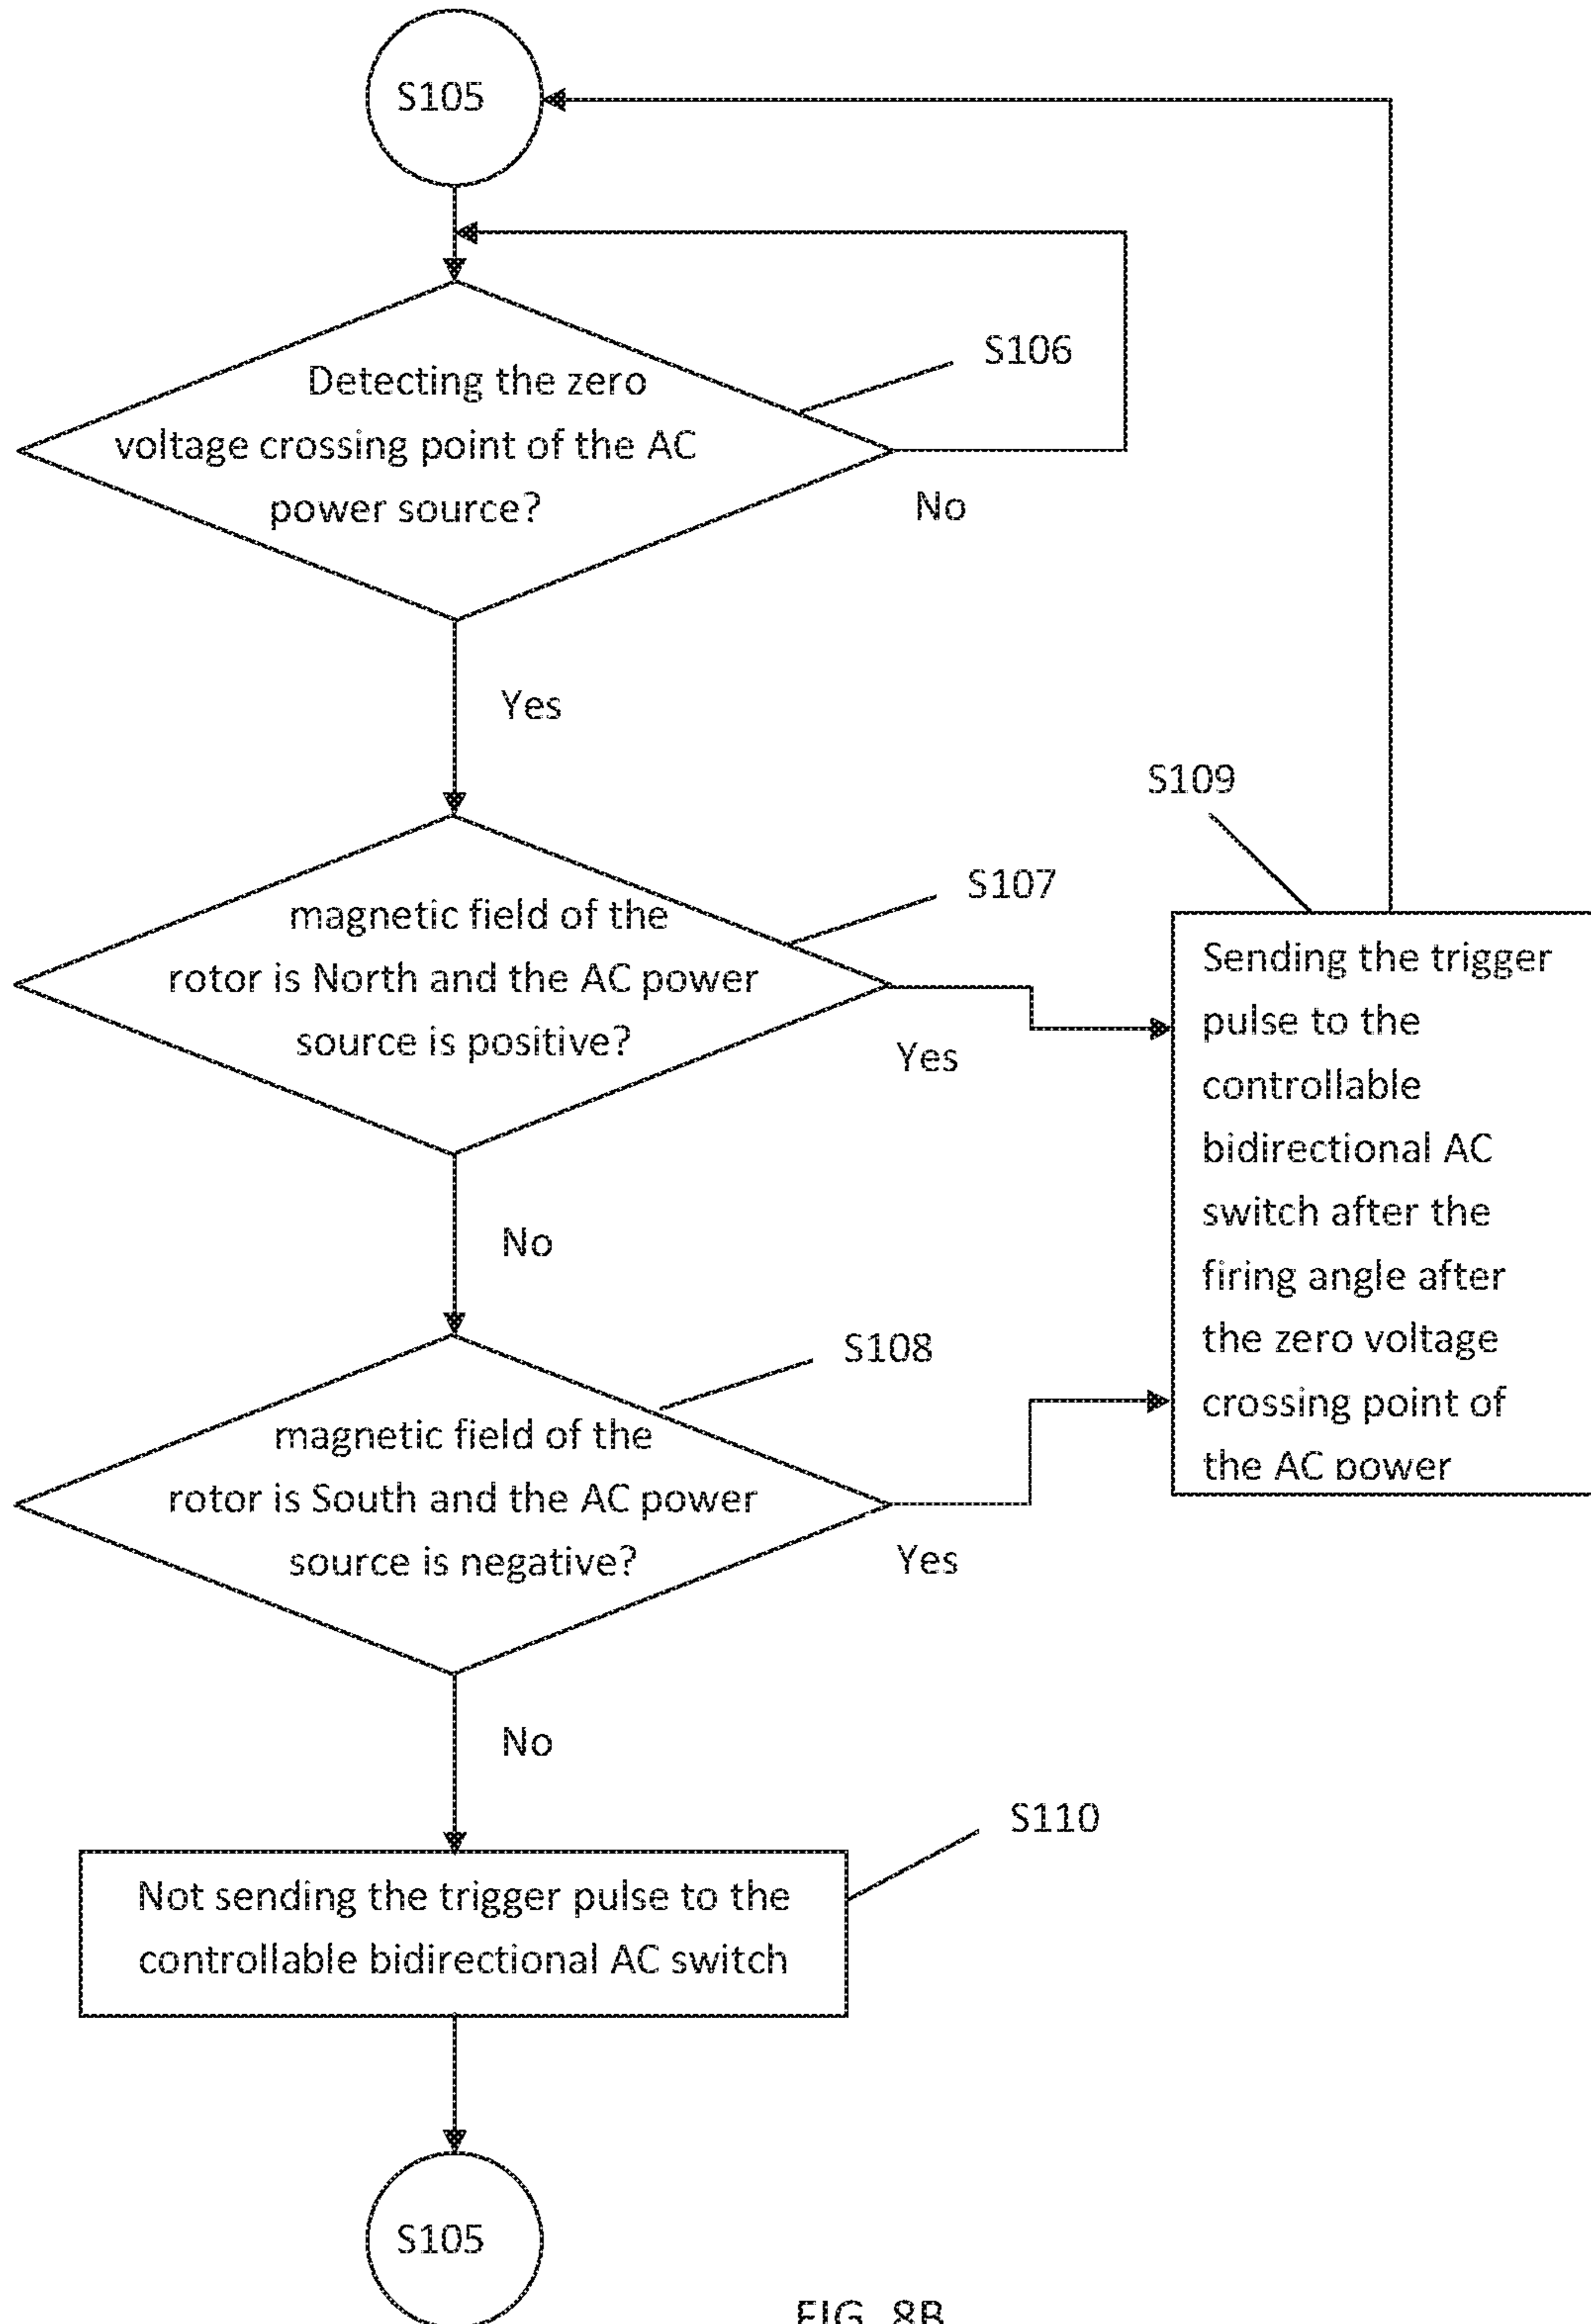 S105
Detecting the zero
voltage crossing point of the AC
power source?
S106
No
Yes
magnetic field of the
rotor is North and the AC power
source is positive?
S107
Yes
S109
Sending the trigger
pulse to the
controllable
bidirectional AC
switch after the
firing angle after
the zero voltage
crossing point of
the AC power
No
magnetic field of the
rotor is South and the AC power
source is negative?
S108
Yes
No
Not sending the trigger pulse to the
controllable bidirectional AC switch
S110
S105
FIG. 8B